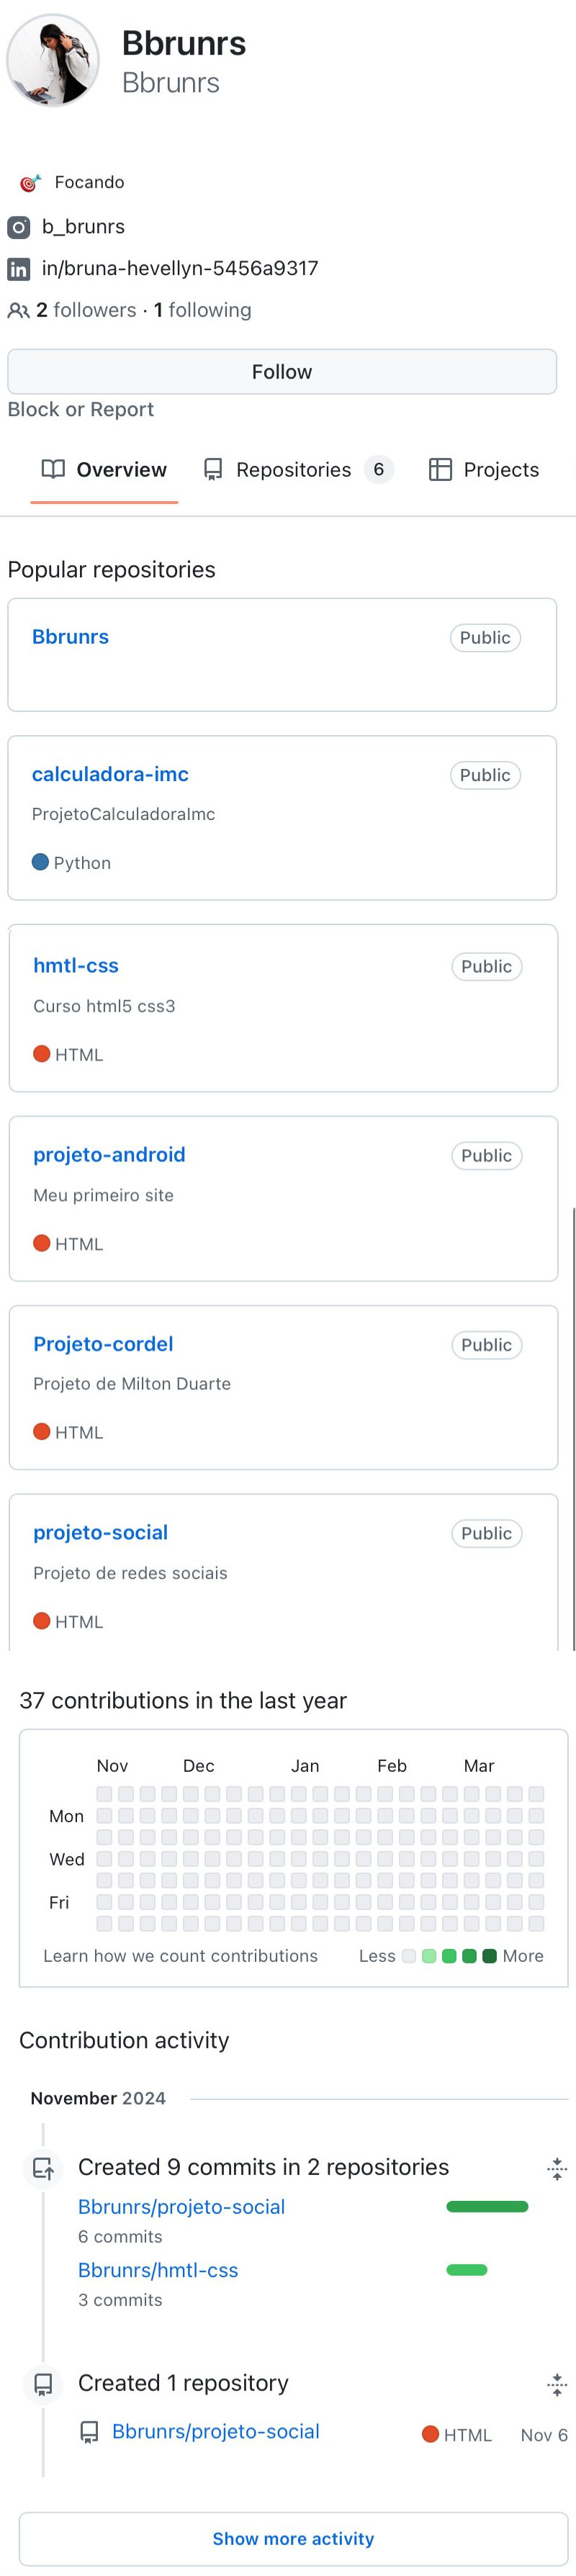 Bbrunrs
Bbrunrs
Focando
b_brunrs
in/bruna-hevellyn-5456a9317
2 followers · 1 following
Follow
Block or Report
Overview Repositories 6 Projects
Popular repositories
Bbrunrs Public
calculadora-imc Public
ProjetoCalculadoraImc
Python
hmtl-css Public
Curso html5 css3
HTML
projeto-android Public
Meu primeiro site
HTML
Projeto-cordel Public
Projeto de Milton Duarte
HTML
projeto-social Public
Projeto de redes sociais
HTML
37 contributions in the last year
Nov Dec Jan Feb Mar
Mon
Wed
Fri
Learn how we count contributions Less More
Contribution activity
November 2024
Created 9 commits in 2 repositories
Bbrunrs/projeto-social
6 commits
Bbrunrs/hmtl-css
3 commits
Created 1 repository
Bbrunrs/projeto-social HTML Nov 6
Show more activity